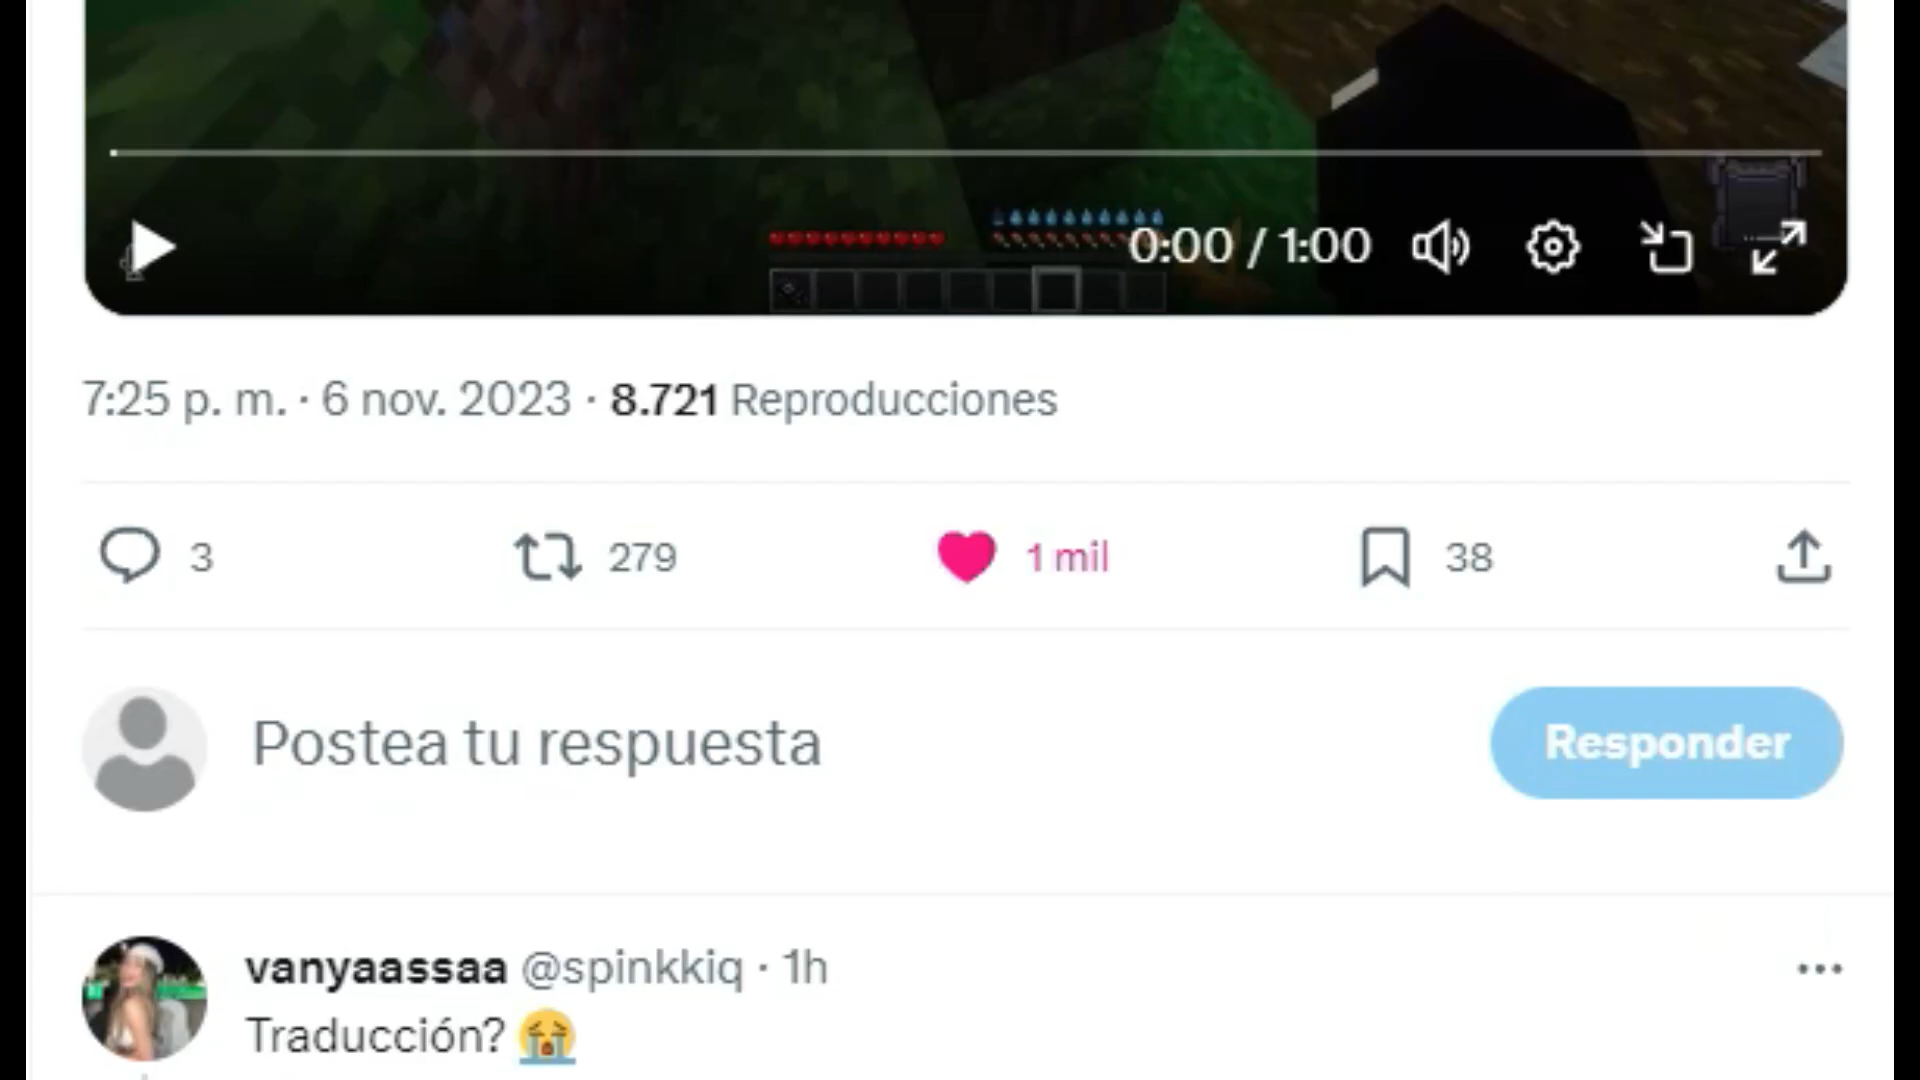 0:00 / 1:00
7:25 p. m. · 6 nov. 2023 · 8.721 Reproducciones
3 279 1 mil 38
Postea tu respuesta Responder
vanyaassaa @spinkkiq · 1h
Traducción? 😭